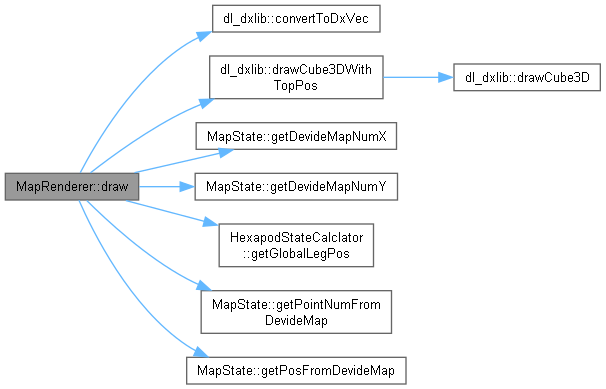 dl_dxlib::convertToDxVec
dl_dxlib::drawCube3DWith
TopPos
dl_dxlib::drawCube3D
MapState::getDevideMapNumX
MapRenderer::draw
MapState::getDevideMapNumY
HexapodStateCalclator
::getGlobalLegPos
MapState::getPointNumFrom
DevideMap
MapState::getPosFromDevideMap